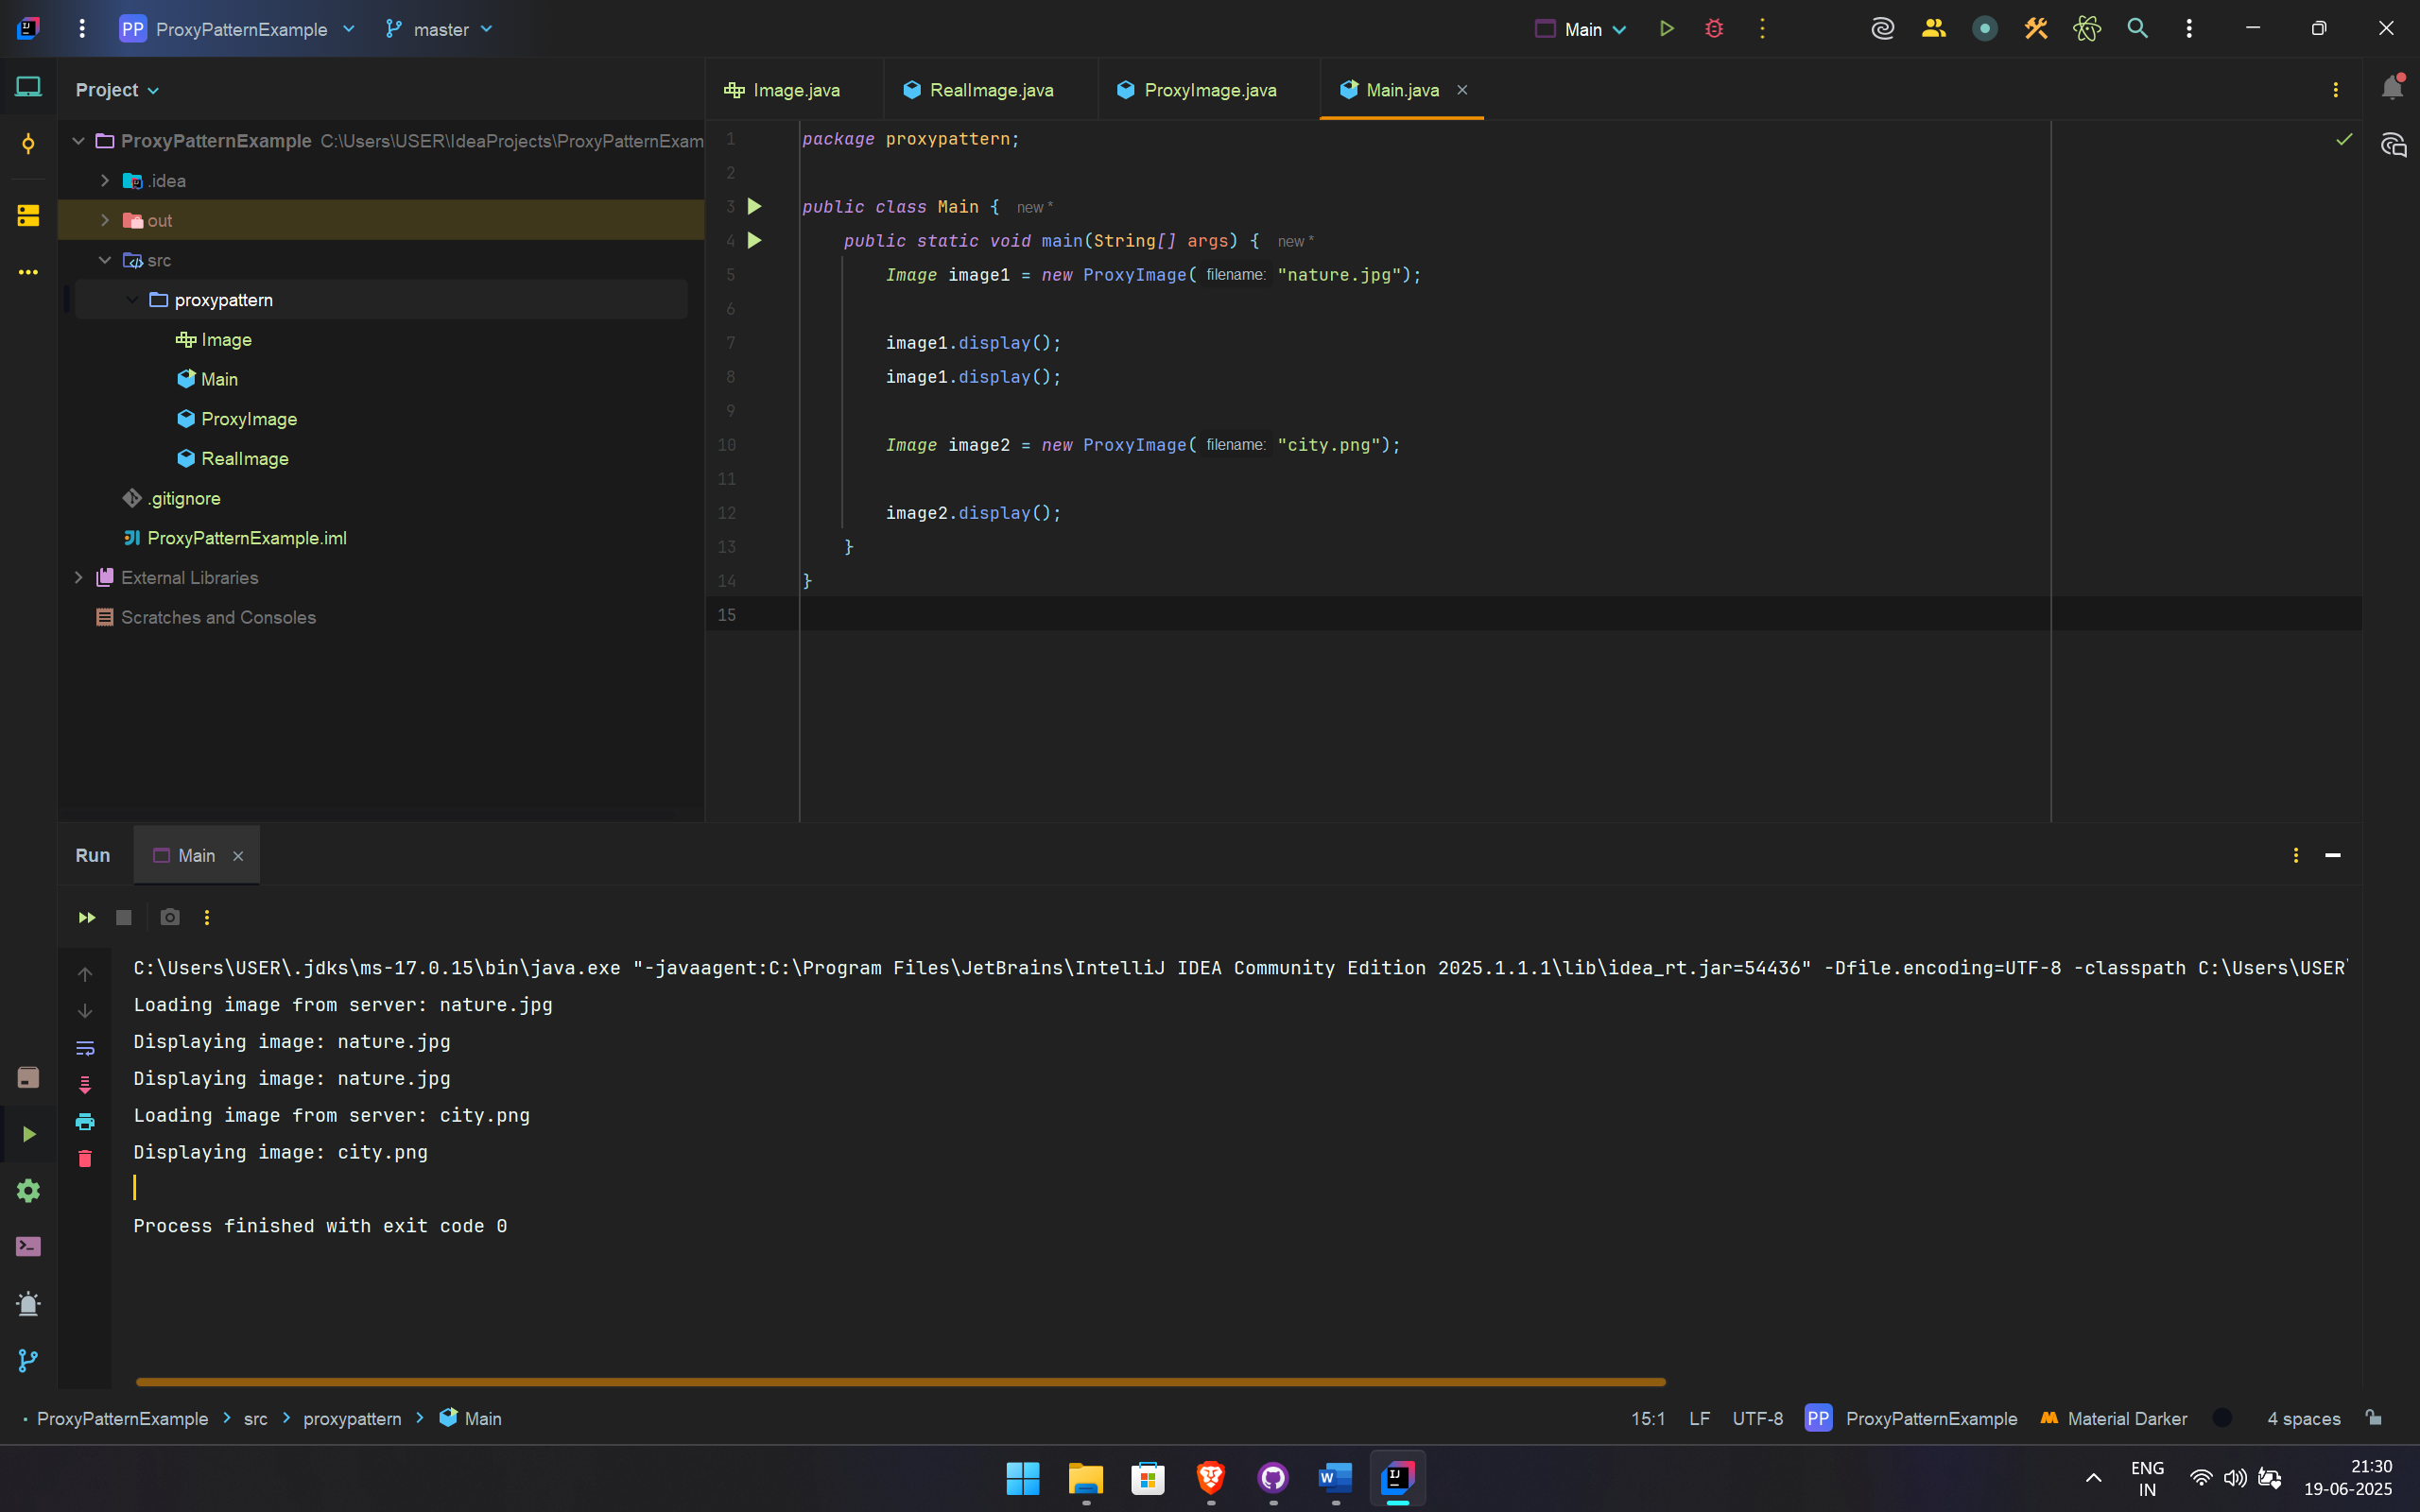 PP ProxyPatternExample master Main
Project
Image.java RealImage.java ProxyImage.java Main.java
ProxyPatternExample C:\Users\USER\IdeaProjects\ProxyPatternExam
.idea
out
src
proxypattern
Image
Main
ProxyImage
RealImage
.gitignore
ProxyPatternExample.iml
External Libraries
Scratches and Consoles
1 package proxypattern;
2
3 public class Main { new *
4 public static void main(String[] args) { new *
5 Image image1 = new ProxyImage( filename: "nature.jpg");
6
7 image1.display();
8 image1.display();
9
10 Image image2 = new ProxyImage( filename: "city.png");
11
12 image2.display();
13 }
14 }
15
Run Main
C:\Users\USER\.jdks\ms-17.0.15\bin\java.exe "-javaagent:C:\Program Files\JetBrains\IntelliJ IDEA Community Edition 2025.1.1.1\lib\idea_rt.jar=54436" -Dfile.encoding=UTF-8 -classpath C:\Users\USER\
Loading image from server: nature.jpg
Displaying image: nature.jpg
Displaying image: nature.jpg
Loading image from server: city.png
Displaying image: city.png
Process finished with exit code 0
ProxyPatternExample src proxypattern Main 15:1 LF UTF-8 PP ProxyPatternExample Material Darker 4 spaces
ENG 21:30
IN 19-06-2025